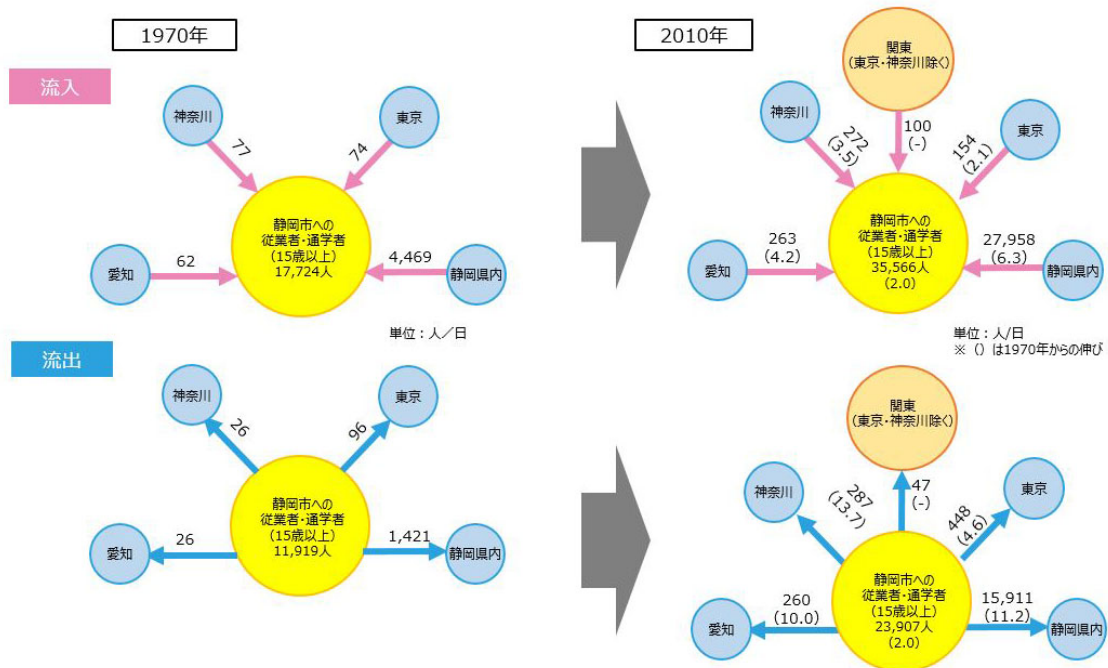 1970年
2010年
流入
神奈川
東京
77
74
静岡市への
従業者・通学者
(15歳以上)
17,724人
愛知
62
4,469
静岡県内
関東
(東京・神奈川除く)
神奈川
272
(3.5)
100
(-)
154
(2.1)
東京
静岡市への
従業者・通学者
(15歳以上)
35,566人
(2.0)
愛知
263
(4.2)
27,958
(6.3)
静岡県内
単位:人/日
単位:人/日
※ () は1970年からの伸び
流出
神奈川
東京
26
96
静岡市への
従業者・通学者
(15歳以上)
11,919人
愛知
26
1,421
静岡県内
関東
(東京・神奈川除く)
神奈川
287
(13.7)
47
(-)
448
(4.6)
東京
静岡市への
従業者・通学者
(15歳以上)
23,907人
(2.0)
愛知
260
(10.0)
15,911
(11.2)
静岡県内